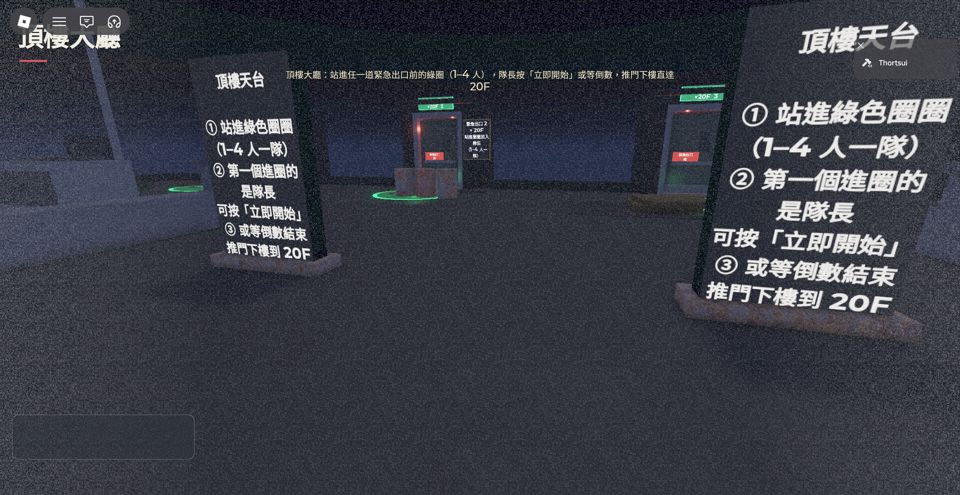 頂樓大廳
頂樓大廳：站進任一道緊急出口前的綠圈（1–4 人），隊長按「立即開始」或等倒數，推門下樓直達
20F
Thortsui
頂樓天台
① 站進綠色圈圈
（1–4 人一隊）
② 第一個進圈的
是隊長
可按「立即開始」
③ 或等倒數結束
推門下樓到 20F
緊急出口 2
頂樓天台
① 站進綠色圈圈
（1–4 人一隊）
② 第一個進圈的
是隊長
可按「立即開始」
③ 或等倒數結束
推門下樓到 20F